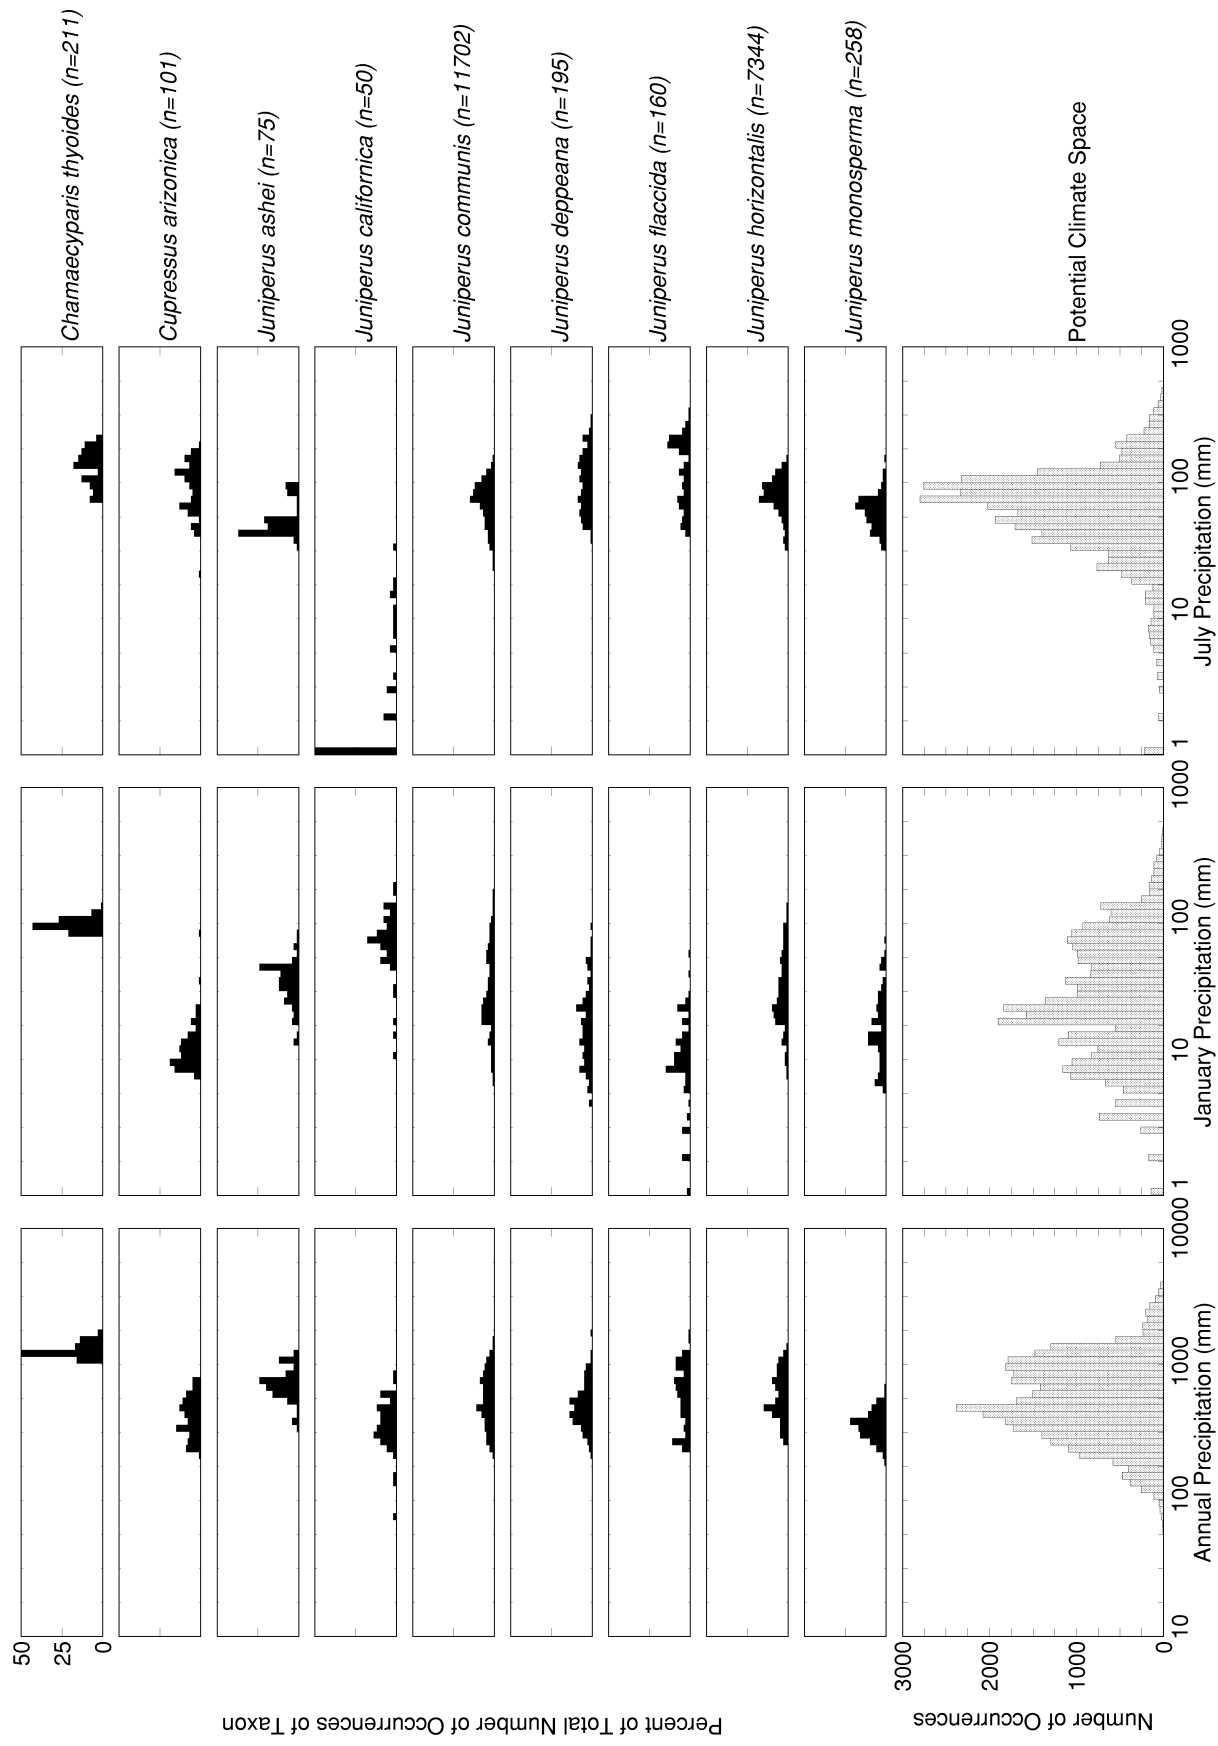 Chamaecyparis thyoides (n=211)
Cupressus arizonica (n=101)
Juniperus ashei (n=75)
Juniperus californica (n=50)
Juniperus communis (n=11702)
Juniperus deppeana (n=195)
Juniperus flaccida (n=160)
Juniperus horizontalis (n=7344)
Juniperus monosperma (n=258)
Potential Climate Space
50
25
0
Percent of Total Number of Occurrences of Taxon
3000
2000
1000
0
Number of Occurrences
10
100
1000
10000
Annual Precipitation (mm)
1
10
100
1000
January Precipitation (mm)
1
10
100
1000
July Precipitation (mm)